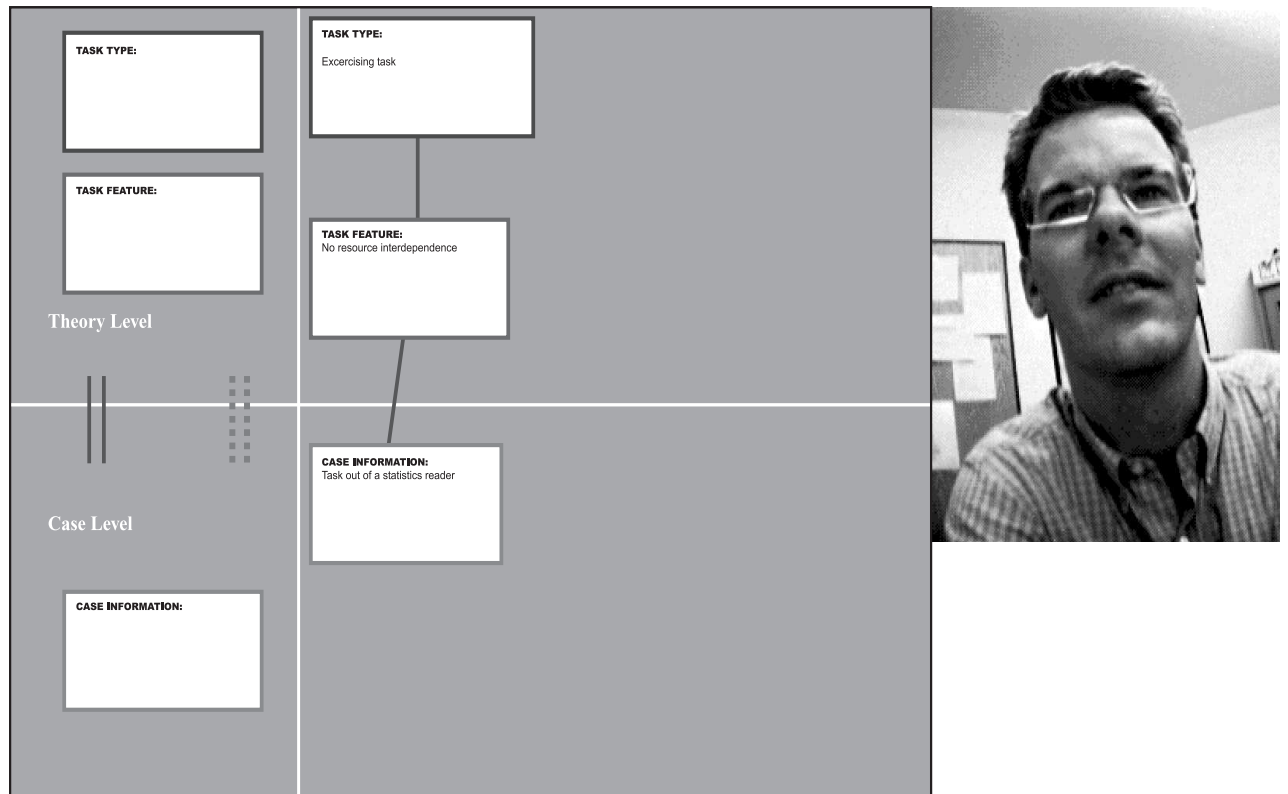 TASK TYPE:
TASK FEATURE:
Theory Level
Case Level
CASE INFORMATION:
TASK TYPE:
Excercising task
TASK FEATURE:
No resource interdependence
CASE INFORMATION:
Task out of a statistics reader